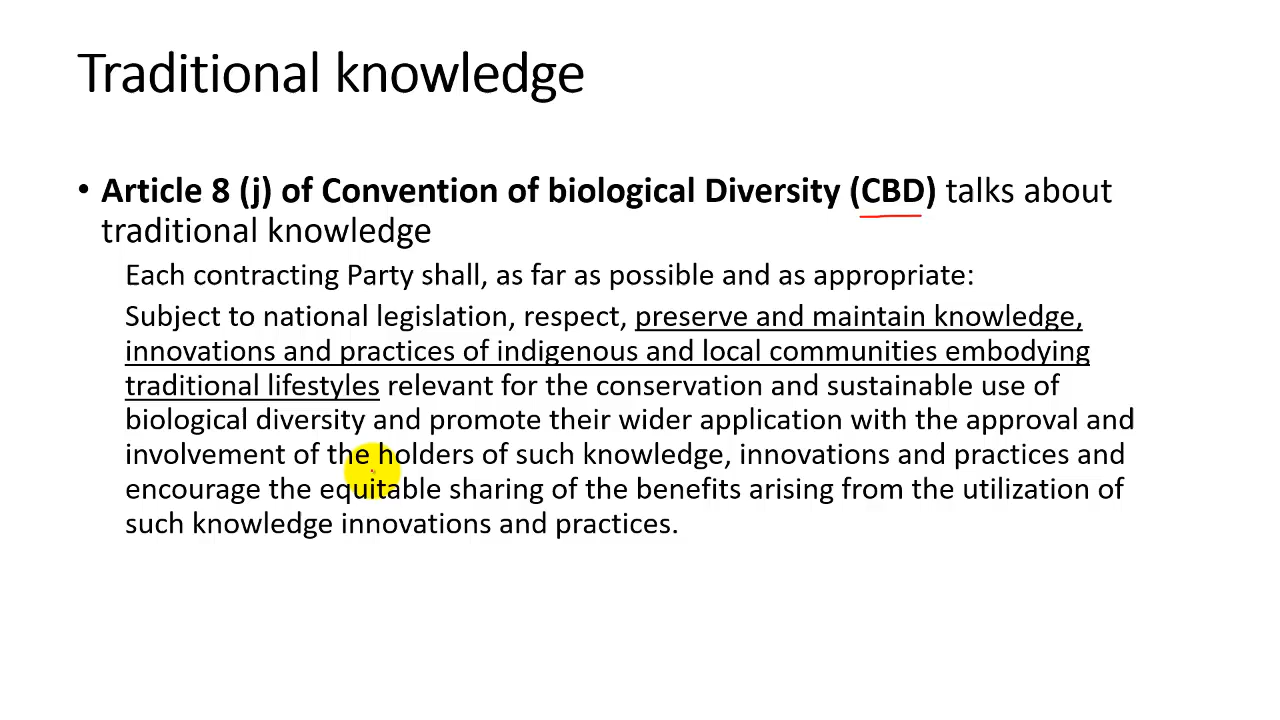 Traditional knowledge
• Article 8 (j) of Convention of biological Diversity (CBD) talks about
traditional knowledge
Each contracting Party shall, as far as possible and as appropriate:
Subject to national legislation, respect, preserve and maintain knowledge,
innovations and practices of indigenous and local communities embodying
traditional lifestyles relevant for the conservation and sustainable use of
biological diversity and promote their wider application with the approval and
involvement of the holders of such knowledge, innovations and practices and
encourage the equitable sharing of the benefits arising from the utilization of
such knowledge innovations and practices.